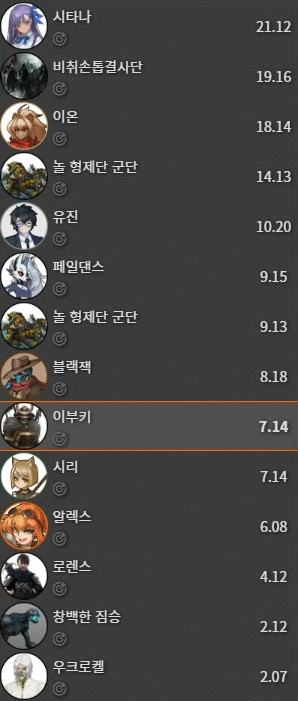 시타나
21.12
비취손톱결사단
19.16
이온
18.14
놀 형제단 군단
14.13
유진
10.20
페일댄스
9.15
놀 형제단 군단
9.13
블랙잭
8.18
이부키
7.14
시리
7.14
알렉스
6.08
로렌스
4.12
창백한 짐승
2.12
우크로켈
2.07